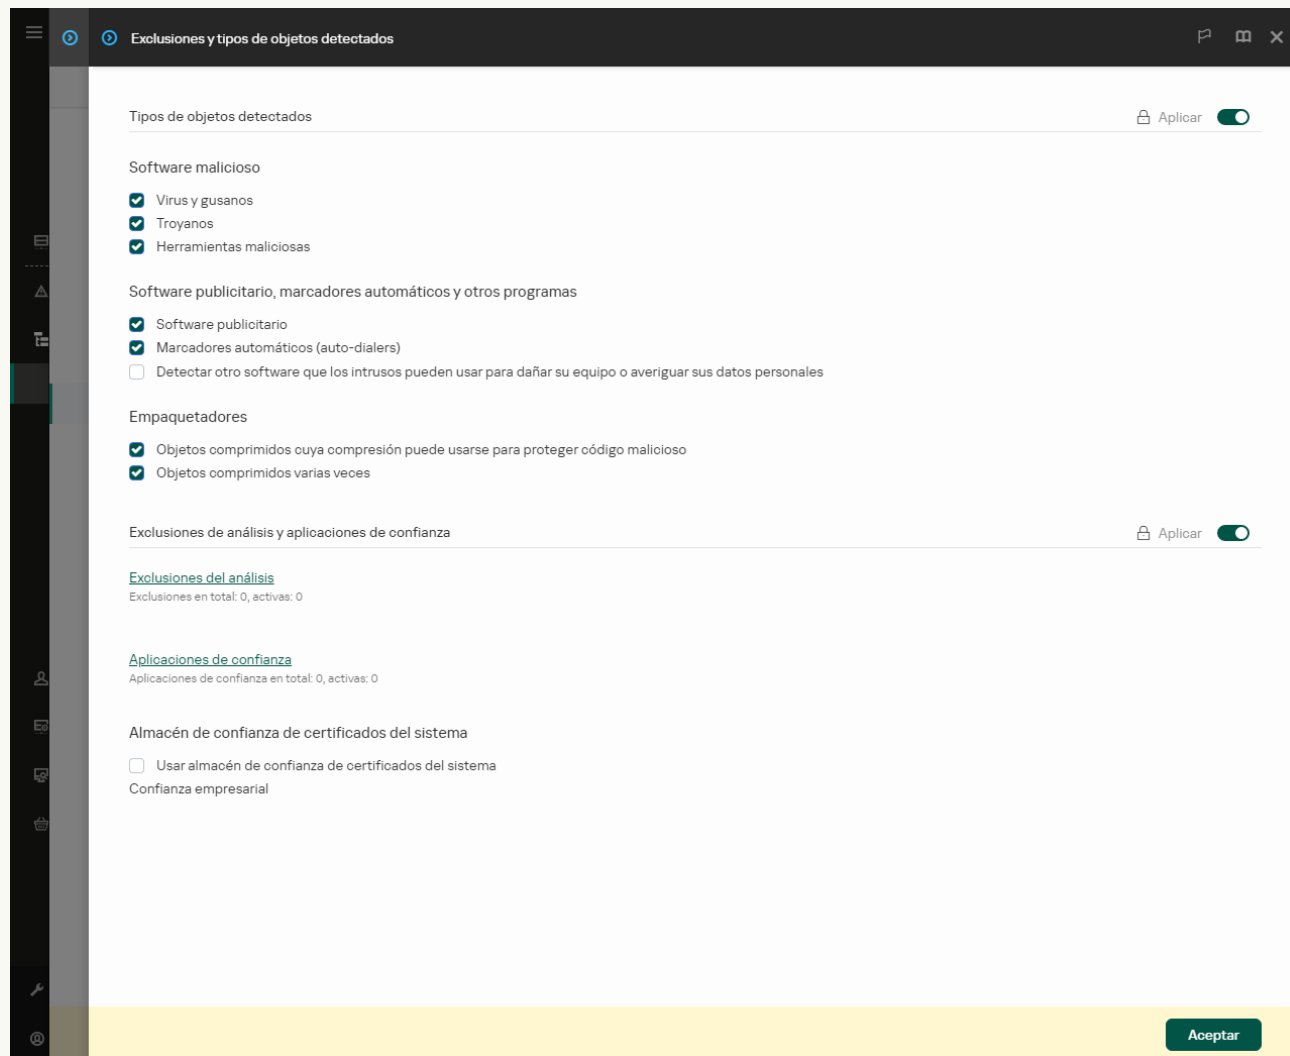 Exclusiones y tipos de objetos detectados
Tipos de objetos detectados
Aplicar
Software malicioso
Virus y gusanos
Troyanos
Herramientas maliciosas
Software publicitario, marcadores automáticos y otros programas
Software publicitario
Marcadores automáticos (auto-dialers)
Detectar otro software que los intrusos pueden usar para dañar su equipo o averiguar sus datos personales
Empaquetadores
Objetos comprimidos cuya compresión puede usarse para proteger código malicioso
Objetos comprimidos varias veces
Exclusiones de análisis y aplicaciones de confianza
Aplicar
Exclusiones del análisis
Exclusiones en total: 0, activas: 0
Aplicaciones de confianza
Aplicaciones de confianza en total: 0, activas: 0
Almacén de confianza de certificados del sistema
Usar almacén de confianza de certificados del sistema
Confianza empresarial
Aceptar